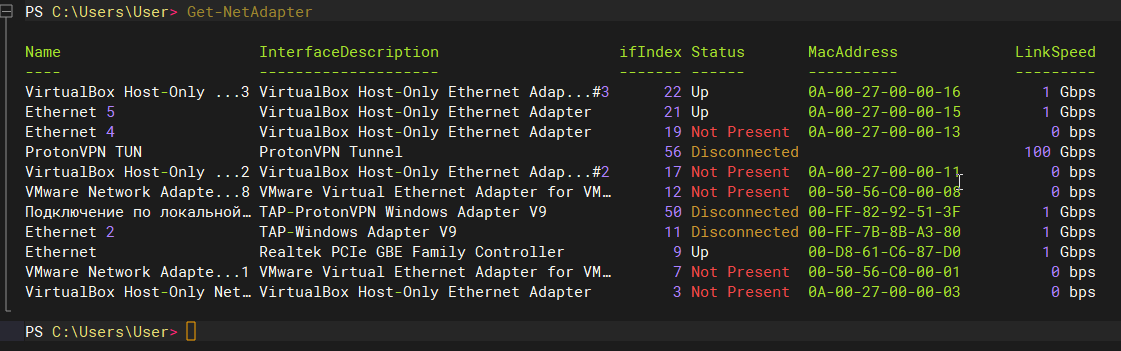 PS C:\Users\User> Get-NetAdapter
Name InterfaceDescription ifIndex Status MacAddress LinkSpeed
---- -------------------- ------- ------ ---------- ---------
VirtualBox Host-Only ...3 VirtualBox Host-Only Ethernet Adap...#3 22 Up 0A-00-27-00-00-16 1 Gbps
Ethernet 5 VirtualBox Host-Only Ethernet Adapter 21 Up 0A-00-27-00-00-15 1 Gbps
Ethernet 4 VirtualBox Host-Only Ethernet Adapter 19 Not Present 0A-00-27-00-00-13 0 bps
ProtonVPN TUN ProtonVPN Tunnel 56 Disconnected 100 Gbps
VirtualBox Host-Only ...2 VirtualBox Host-Only Ethernet Adap...#2 17 Not Present 0A-00-27-00-00-11 0 bps
VMware Network Adapte...8 VMware Virtual Ethernet Adapter for VM... 12 Not Present 00-50-56-C0-00-08 0 bps
Подключение по локальной... TAP-ProtonVPN Windows Adapter V9 50 Disconnected 00-FF-82-92-51-3F 1 Gbps
Ethernet 2 TAP-Windows Adapter V9 11 Disconnected 00-FF-7B-8B-A3-80 1 Gbps
Ethernet Realtek PCIe GBE Family Controller 9 Up 00-D8-61-C6-87-D0 1 Gbps
VMware Network Adapte...1 VMware Virtual Ethernet Adapter for VM... 7 Not Present 00-50-56-C0-00-01 0 bps
VirtualBox Host-Only Net... VirtualBox Host-Only Ethernet Adapter 3 Not Present 0A-00-27-00-00-03 0 bps
PS C:\Users\User>